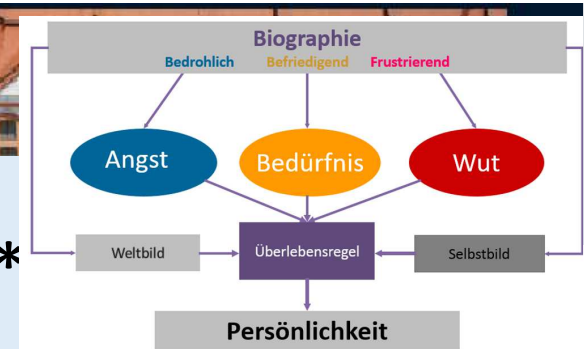 Biographie
Bedrohlich Befriedigend Frustrierend
Angst Bedürfnis Wut
*
Weltbild Überlebensregel Selbstbild
Persönlichkeit